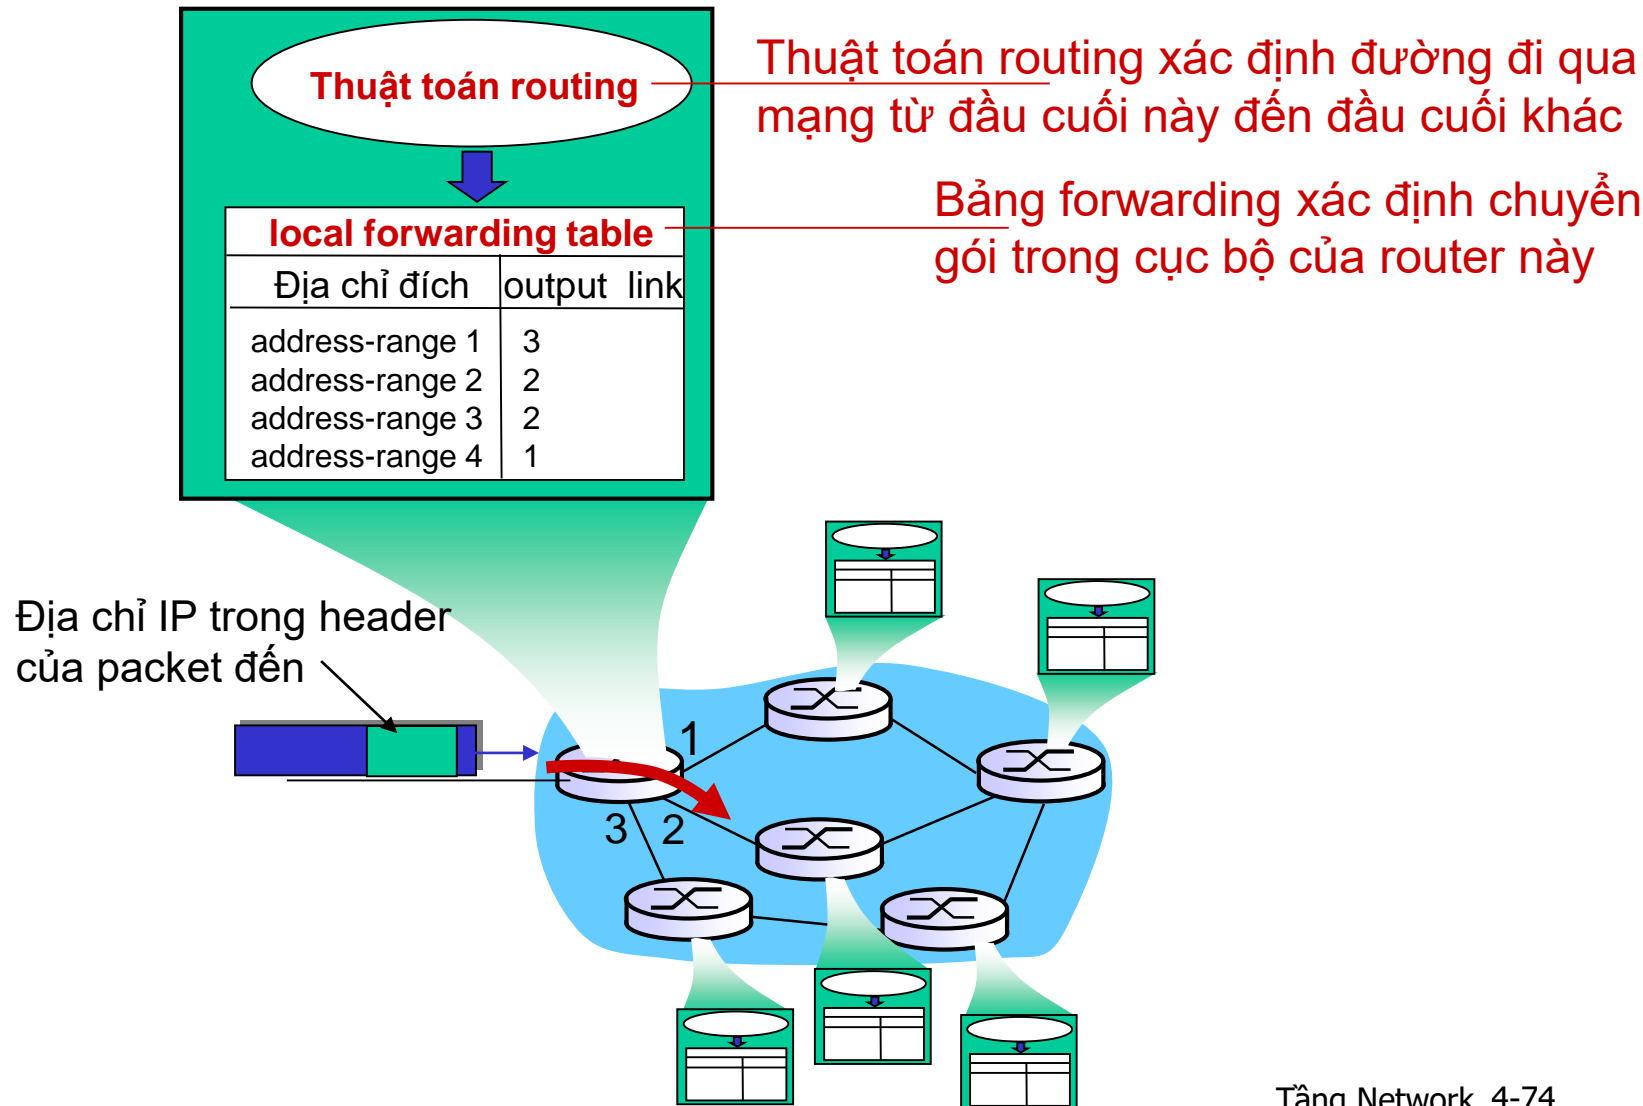 Thuật toán routing
Thuật toán routing xác định đường đi qua
mạng từ đầu cuối này đến đầu cuối khác
Bảng forwarding xác định chuyển
gói trong cục bộ của router này
local forwarding table
Địa chỉ đích output link
address-range 1 3
address-range 2 2
address-range 3 2
address-range 4 1
Địa chỉ IP trong header
của packet đến
1
3 2
Tầng Network 4-74